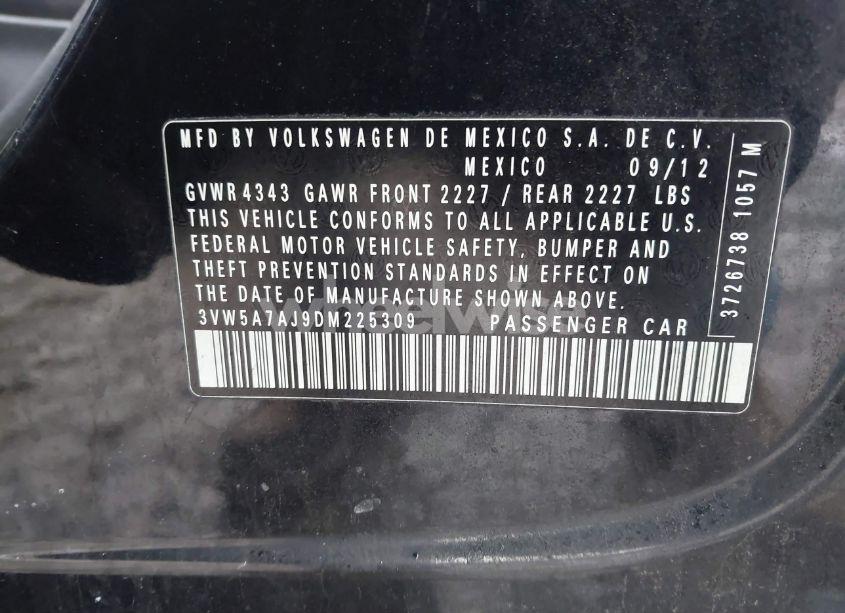 MFD BY VOLKSWAGEN DE MEXICO S.A. DE C.V.
MEXICO 09/12
GVWR 4343 GAWR FRONT 2227 / REAR 2227 LBS
THIS VEHICLE CONFORMS TO ALL APPLICABLE U.S.
FEDERAL MOTOR VEHICLE SAFETY, BUMPER AND
THEFT PREVENTION STANDARDS IN EFFECT ON
THE DATE OF MANUFACTURE SHOWN ABOVE.
3VW5A7AJ9DM225309 PASSENGER CAR
3726738 1057 M
wheelwise